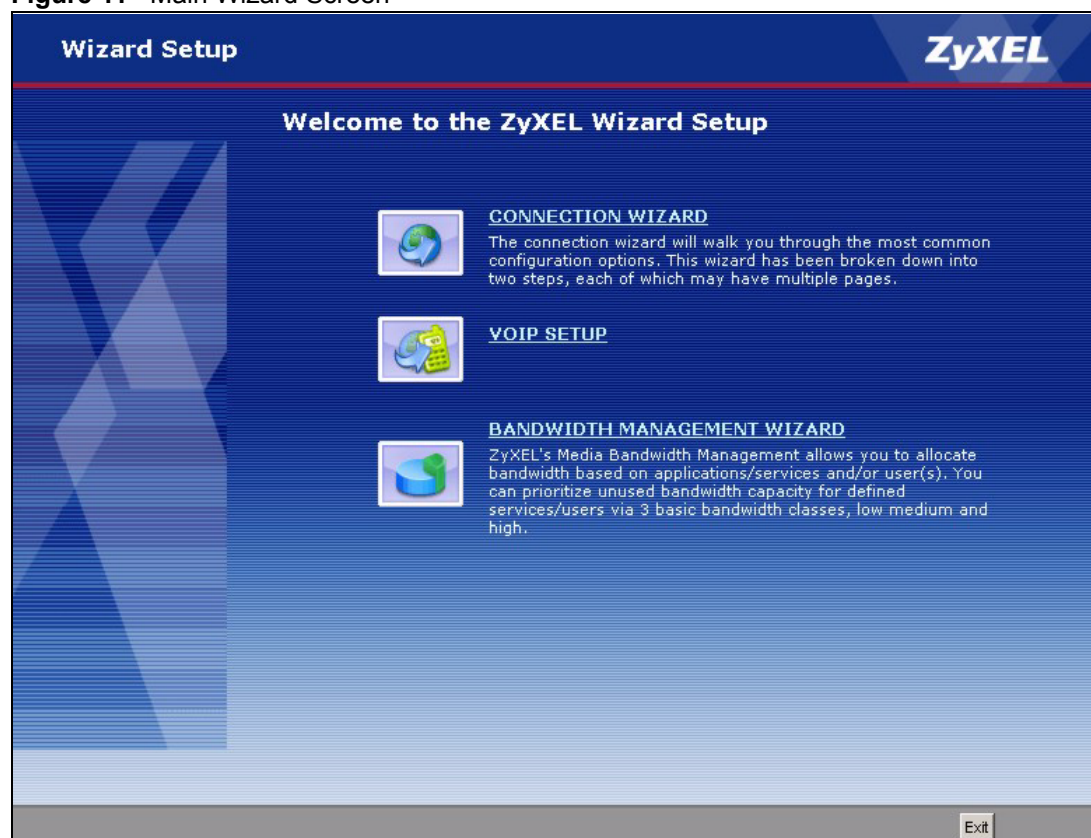 Figure Main Wizard Screen
Wizard Setup
ZyXEL
Welcome to the ZyXEL Wizard Setup
CONNECTION WIZARD
The connection wizard will walk you through the most common
configuration options. This wizard has been broken down into
two steps, each of which may have multiple pages.
VOIP SETUP
BANDWIDTH MANAGEMENT WIZARD
ZyXEL's Media Bandwidth Management allows you to allocate
bandwidth based on applications/services and/or user(s). You
can prioritize unused bandwidth capacity for defined
services/users via 3 basic bandwidth classes, low medium and
high.
Exit